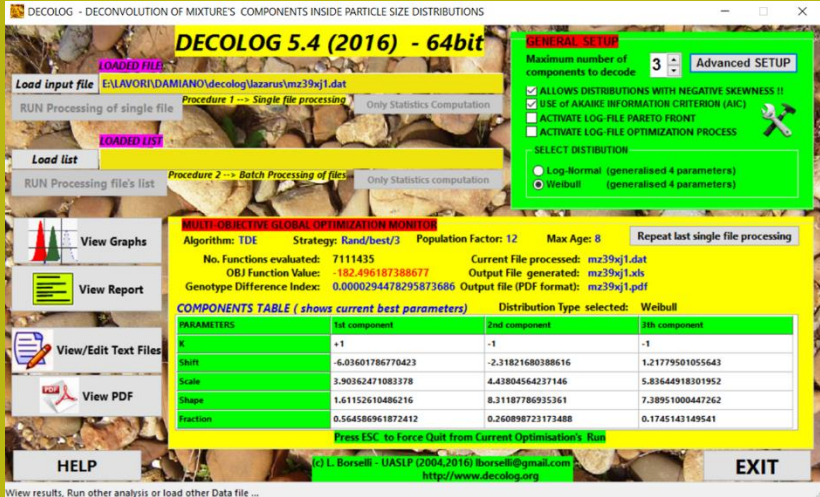 DECOLOG - DECONVOLUTION OF MIXTURE'S COMPONENTS INSIDE PARTICLE SIZE DISTRIBUTIONS
DECOLOG 5.4 (2016) - 64bit
LOADED FILE:
Load input file E:\LAVORI\DAMIANO\decolog\lazarus\mz39xj1.dat
RUN Processing of single file
Procedure 1 --> Single file processing
Only Statistics Computation
LOADED LIST
Load list
RUN Processing file's list
Procedure 2 --> Batch Processing of files
Only Statistics computation
GENERAL SETUP
Maximum number of components to decode 3 Advanced SETUP
ALLOWS DISTRIBUTIONS WITH NEGATIVE SKEWNESS !!
USE of AKAIKE INFORMATION CRITERION (AIC)
ACTIVATE LOG-FILE PARETO FRONT
ACTIVATE LOG-FILE OPTIMIZATION PROCESS
SELECT DISTIBUTION
Log-Normal (generalised 4 parameters)
Weibull (generalised 4 parameters)
View Graphs
View Report
View/Edit Text Files
PDF
View PDF
MULTI-OBJECTIVE GLOBAL OPTIMIZATION MONITOR
Algorithm: TDE Strategy: Rand/best/3 Population Factor: 12 Max Age: 8 Repeat last single file processing
No. Functions evaluated: 7111435 Current File processed: mz39xj1.dat
OBJ Function Value: -182.496187388677 Output File generated: mz39xj1.xls
Genotype Difference Index: 0.0000294478295873686 Output file (PDF format): mz39xj1.pdf
COMPONENTS TABLE ( shows current best parameters) Distribution Type selected: Weibull
PARAMETERS 1st component 2nd component 3th component
K +1 -1 -1
Shift -6.03601786770423 -2.31821680388616 1.21779501055643
Scale 3.90362471083378 4.43804564237146 5.83644918301952
Shape 1.61152610486216 8.31187786935361 7.38951000447262
Fraction 0.564586961872412 0.260898723173488 0.1745143149541
Press ESC to Force Quit from Current Optimisation's Run
HELP
(c) L. Borselli - UASLP (2004,2016) lborselli@gmail.com
http://www.decolog.org
EXIT
Wiew results, Run other analysis or load other Data file ...